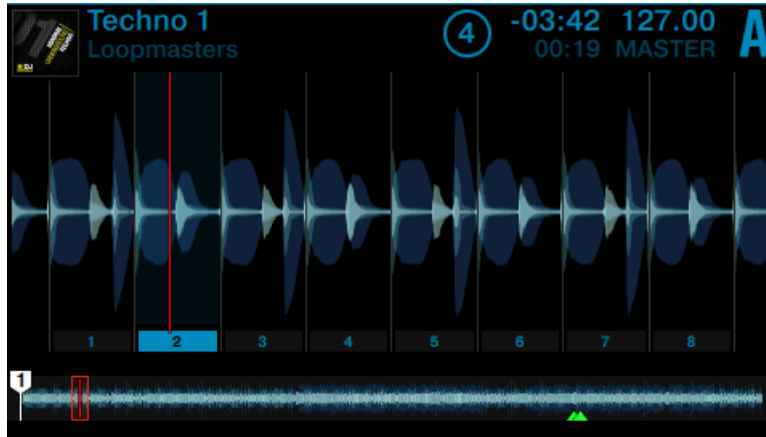 Techno 1
Loopmasters
4
-03:42 127.00
00:19 MASTER
A
1 2 3 4 5 6 7 8
1